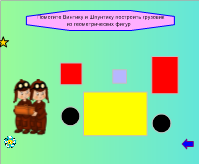 Помогите Винтику и Шпунтику построить грузовик
из геометрических фигур